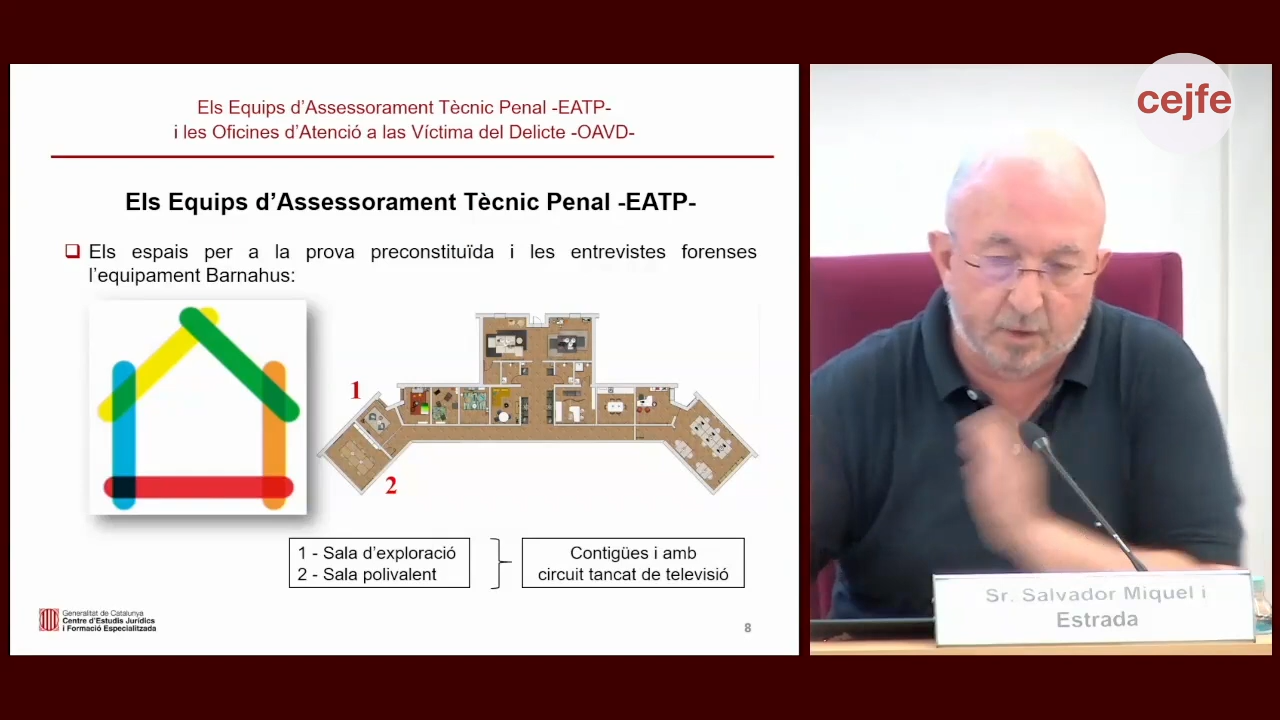 Els Equips d'Assessorament Tècnic Penal -EATP-
i les Oficines d'Atenció a las Víctima del Delicte -OAVD-
Els Equips d'Assessorament Tècnic Penal -EATP-
Els espais per a la prova preconstituïda i les entrevistes forenses
l'equipament Barnahus:
1
2
1 - Sala d'exploració
2 - Sala polivalent
Contigües i amb
circuit tancat de televisió
Generalitat de Catalunya
Centre d'Estudis Jurídics
i Formació Especialitzada
8
cejfe
Sr. Salvador Miquel i
Estrada